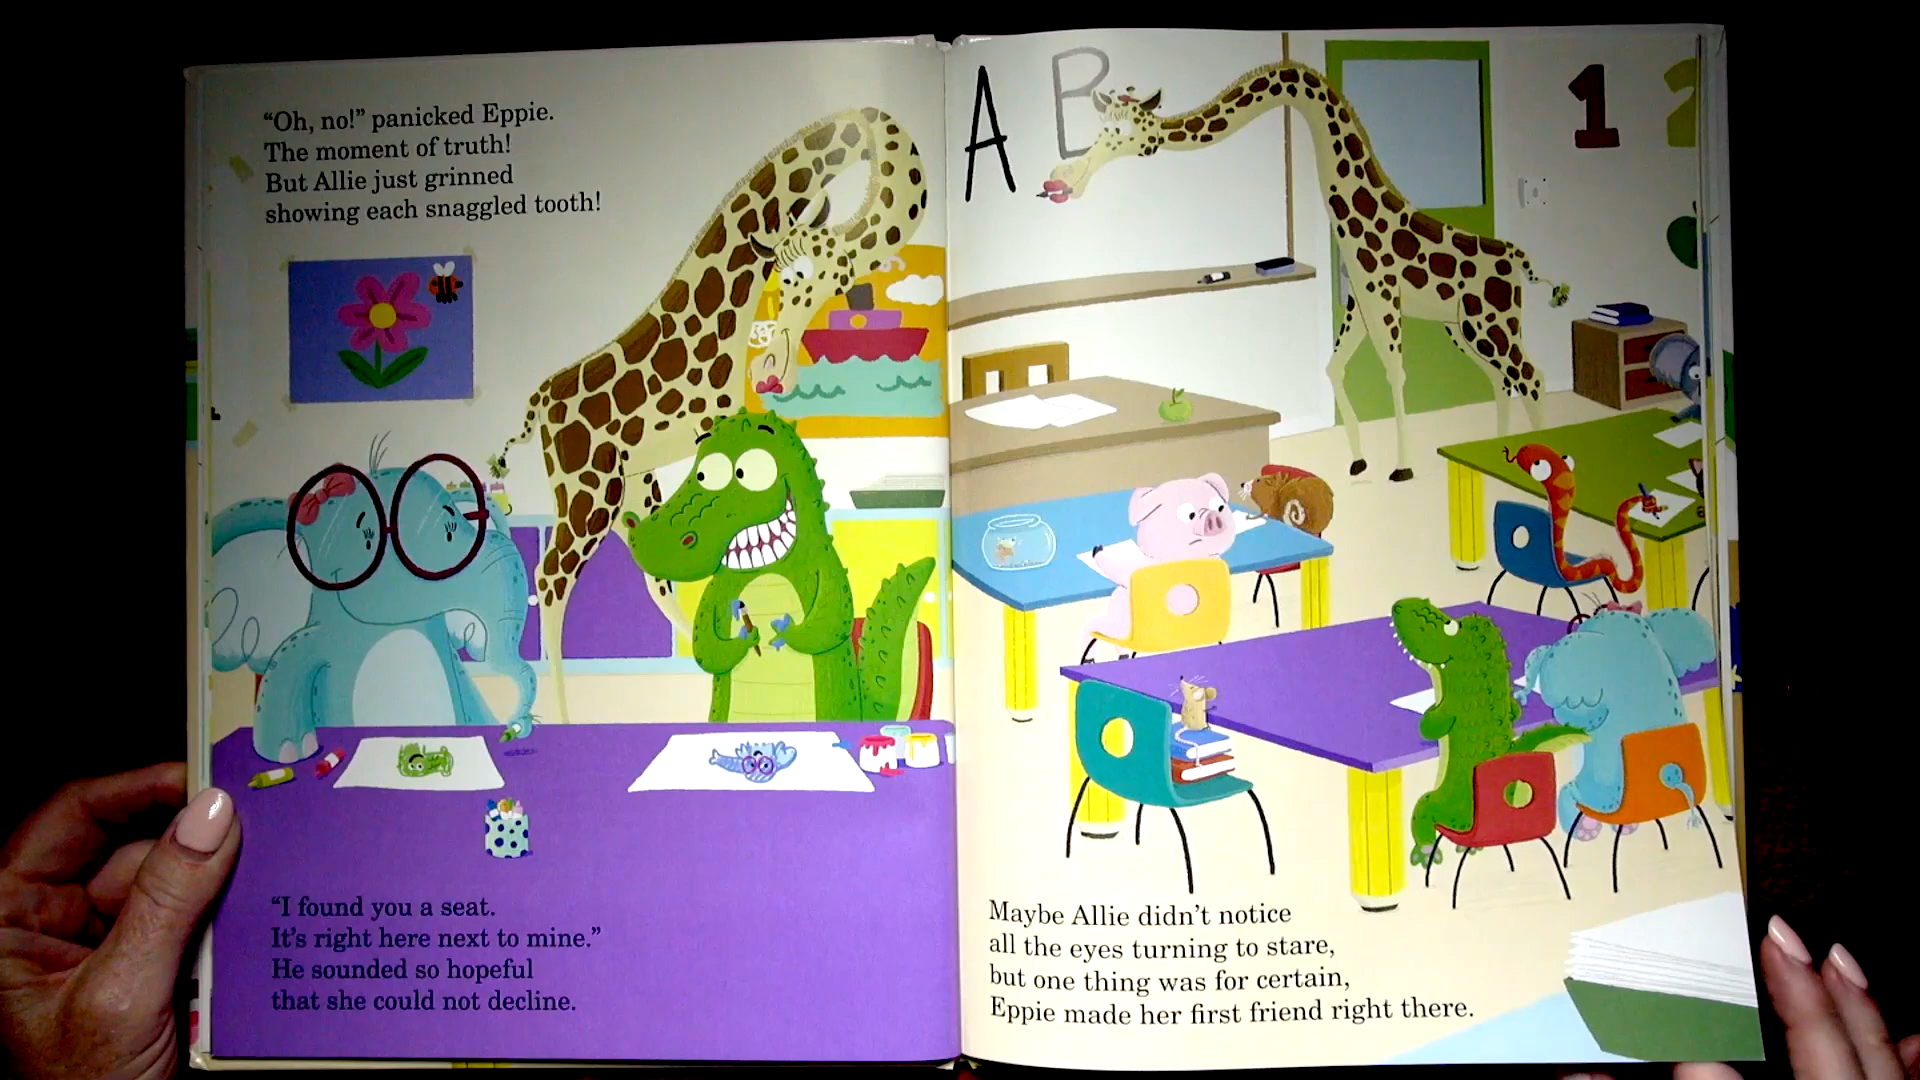 “Oh, no!” panicked Eppie.
The moment of truth!
But Allie just grinned
showing each snaggled tooth!
“I found you a seat.
It’s right here next to mine.”
He sounded so hopeful
that she could not decline.
A B
1 2
Maybe Allie didn’t notice
all the eyes turning to stare,
but one thing was for certain,
Eppie made her first friend right there.